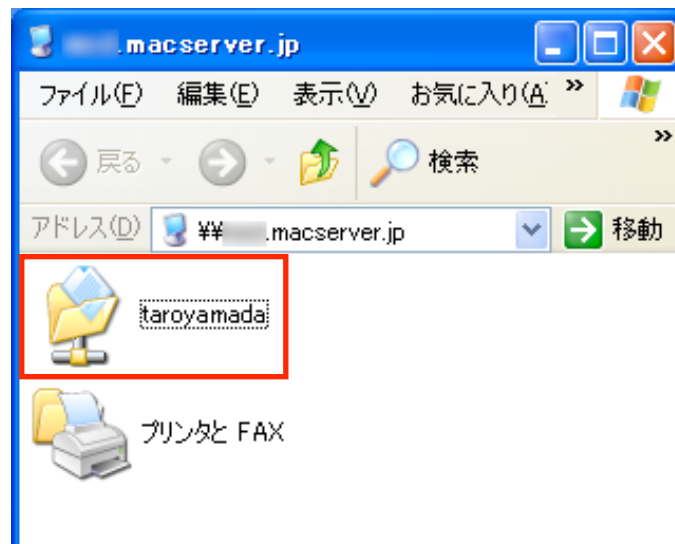 .macserver.jp
ファイル(F) 編集(E) 表示(V) お気に入り(A) »
戻る 検索 »
アドレス(D) ¥¥ .macserver.jp 移動
taroyamada
プリンタと FAX